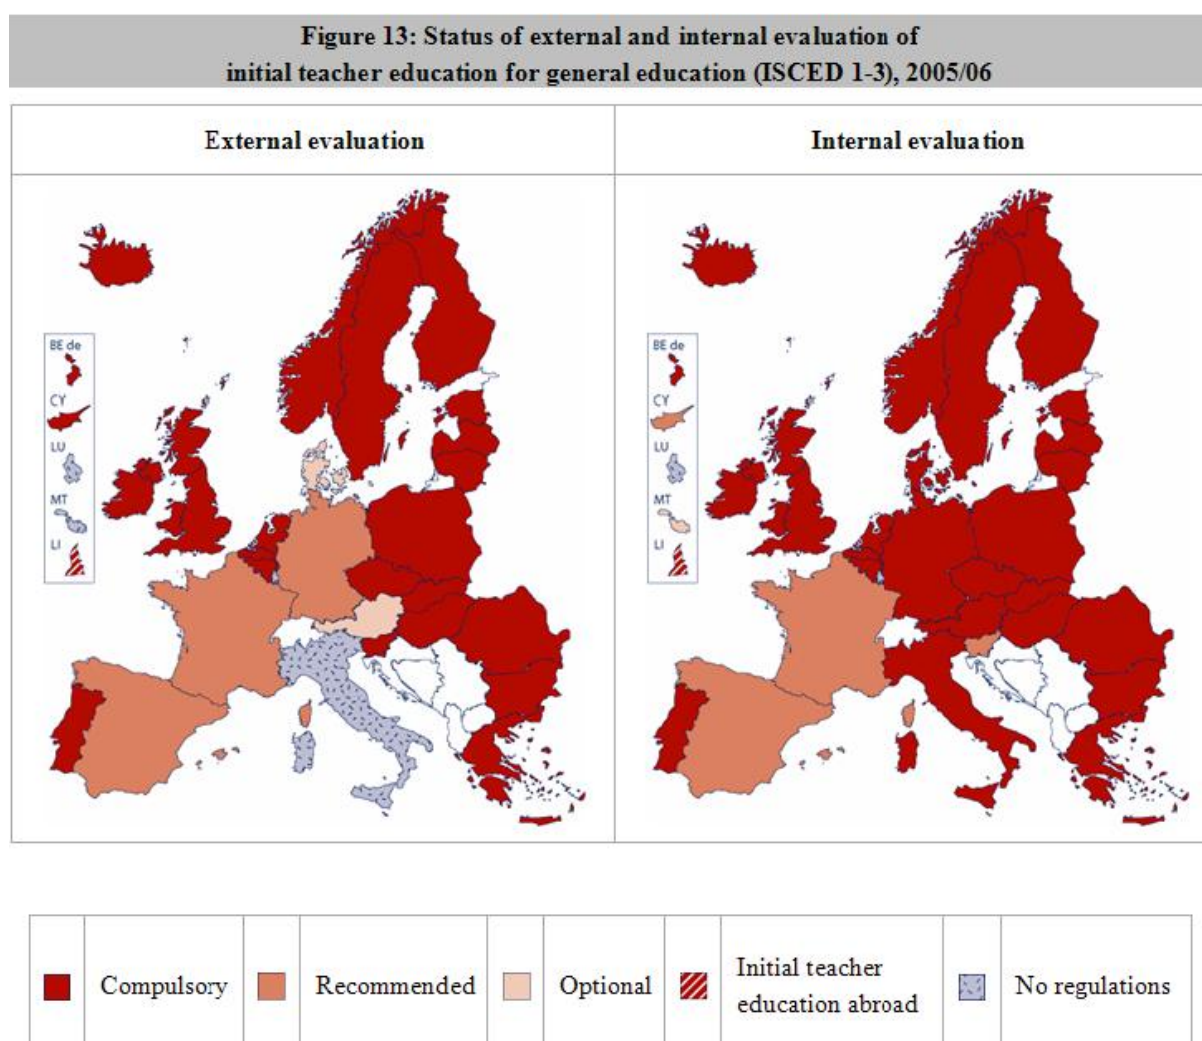 Figure 13: Status of external and internal evaluation of
initial teacher education for general education (ISCED 1-3), 2005/06
External evaluation
Internal evaluation
BE de
CY
LU
MT
LI
BE de
CY
LU
MT
LI
Compulsory
Recommended
Optional
Initial teacher
education abroad
No regulations